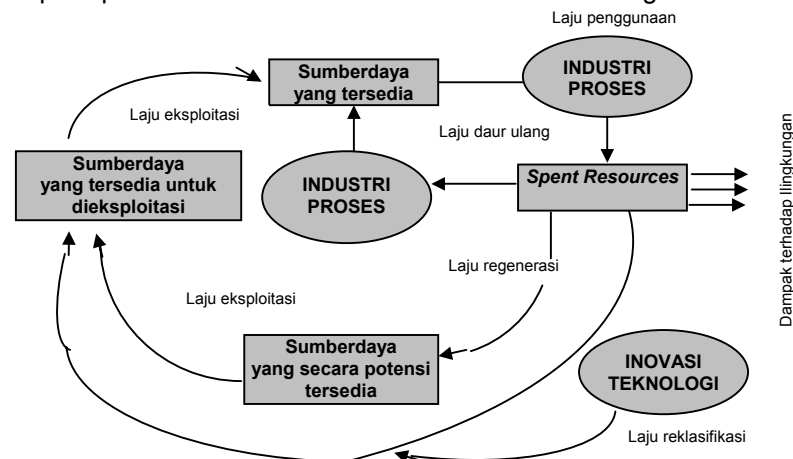 Laju penggunaan
Sumberdaya
yang tersedia
INDUSTRI
PROSES
Laju eksploitasi
Laju daur ulang
Sumberdaya
yang tersedia untuk
dieksploitasi
INDUSTRI
PROSES
Spent Resources
Dampak terhadap llingkungan
Laju regenerasi
Laju eksploitasi
Sumberdaya
yang secara potensi
tersedia
INOVASI
TEKNOLOGI
Laju reklasifikasi